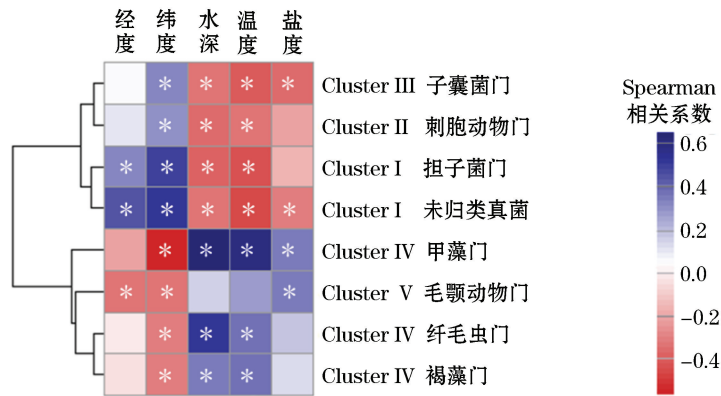 经度 纬度 水深 温度 盐度
* * * * Cluster III 子囊菌门
* * * Cluster II 刺胞动物门
* * * * Cluster I 担子菌门
* * * * * Cluster I 未归类真菌
* * * * Cluster IV 甲藻门
* * * Cluster V 毛颚动物门
* * * Cluster IV 纤毛虫门
* * * Cluster IV 褐藻门
Spearman
相关系数
0.6
0.4
0.2
0.0
−0.2
−0.4